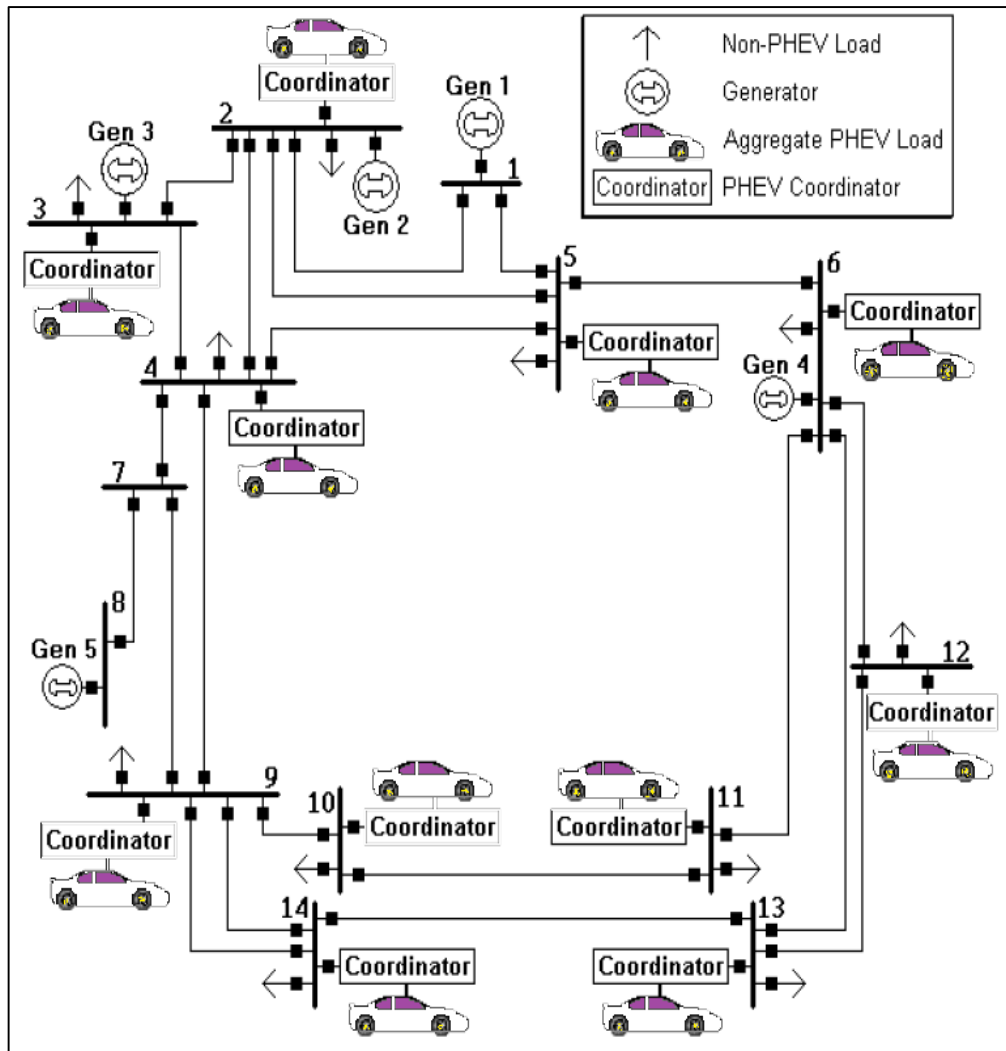 Coordinator
2
Gen 1
1
Gen 2
Gen 3
3
Coordinator
Non-PHEV Load
Generator
Aggregate PHEV Load
Coordinator PHEV Coordinator
5
Coordinator
6
Coordinator
Gen 4
4
Coordinator
7
8
Gen 5
12
Coordinator
9
Coordinator
10
Coordinator
11
Coordinator
14
Coordinator
13
Coordinator